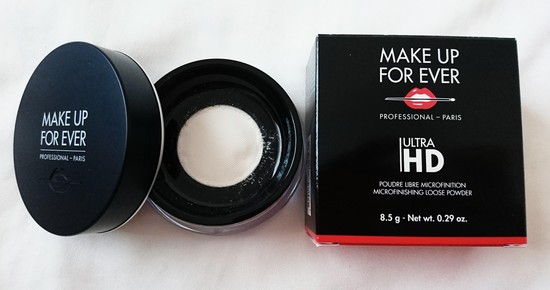 MAKE UP
FOR EVER
PROFESSIONAL – PARIS
MAKE UP
FOR EVER
PROFESSIONAL – PARIS
ULTRA
HD
POUDRE LIBRE MICROFINITION
MICROFINISHING LOOSE POWDER
8.5 g - Net wt. 0.29 oz.